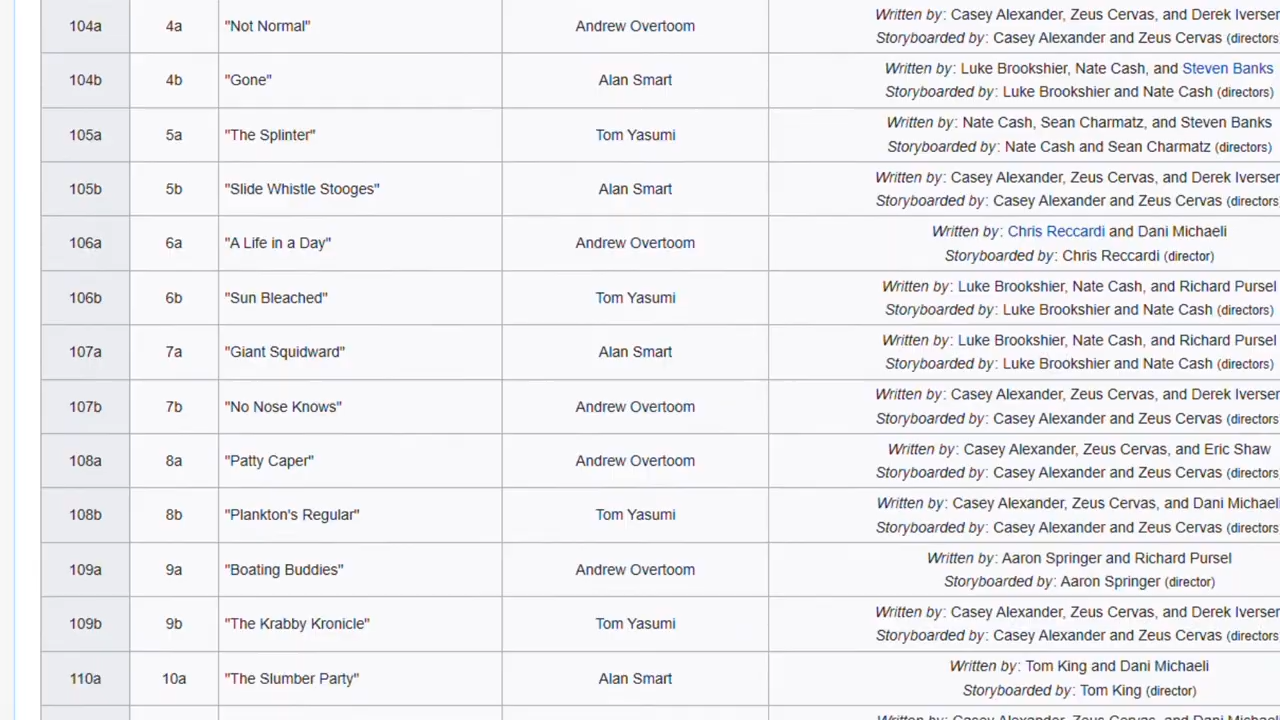 104a 4a "Not Normal" Andrew Overtoom Written by: Casey Alexander, Zeus Cervas, and Derek
Storyboarded by: Casey Alexander and Zeus Cervas (directors
104b 4b "Gone" Alan Smart Written by: Luke Brookshier, Nate Cash, and Steven Banks
Storyboarded by: Luke Brookshier and Nate Cash (directors)
105a 5a "The Splinter" Tom Yasumi Written by: Nate Cash, Sean Charmatz, and Steven Banks
Storyboarded by: Nate Cash and Sean Charmatz (directors)
105b 5b "Slide Whistle Stooges" Alan Smart Written by: Casey Alexander, Zeus Cervas, and Derek
Storyboarded by: Casey Alexander and Zeus Cervas (directors
106a 6a "A Life in a Day" Andrew Overtoom Written by: Chris Reccardi and Dani Michaeli
Storyboarded by: Chris Reccardi (director)
106b 6b "Sun Bleached" Tom Yasumi Written by: Luke Brookshier, Nate Cash, and Richard Pursel
Storyboarded by: Luke Brookshier and Nate Cash (directors)
107a 7a "Giant Squidward" Alan Smart Written by: Luke Brookshier, Nate Cash, and Richard Pursel
Storyboarded by: Luke Brookshier and Nate Cash (directors)
107b 7b "No Nose Knows" Andrew Overtoom Written by: Casey Alexander, Zeus Cervas, and Derek
Storyboarded by: Casey Alexander and Zeus Cervas (directors
108a 8a "Patty Caper" Andrew Overtoom Written by: Casey Alexander, Zeus Cervas, and Eric Shaw
Storyboarded by: Casey Alexander and Zeus Cervas (directors
108b 8b "Plankton's Regular" Tom Yasumi Written by: Casey Alexander, Zeus Cervas, and Dani Michaeli
Storyboarded by: Casey Alexander and Zeus Cervas (directors
109a 9a "Boating Buddies" Andrew Overtoom Written by: Aaron Springer and Richard Pursel
Storyboarded by: Aaron Springer (director)
109b 9b "The Krabby Kronicle" Tom Yasumi Written by: Casey Alexander, Zeus Cervas, and Derek
Storyboarded by: Casey Alexander and Zeus Cervas (directors
110a 10a "The Slumber Party" Alan Smart Written by: Tom King and Dani Michaeli
Storyboarded by: Tom King (director)